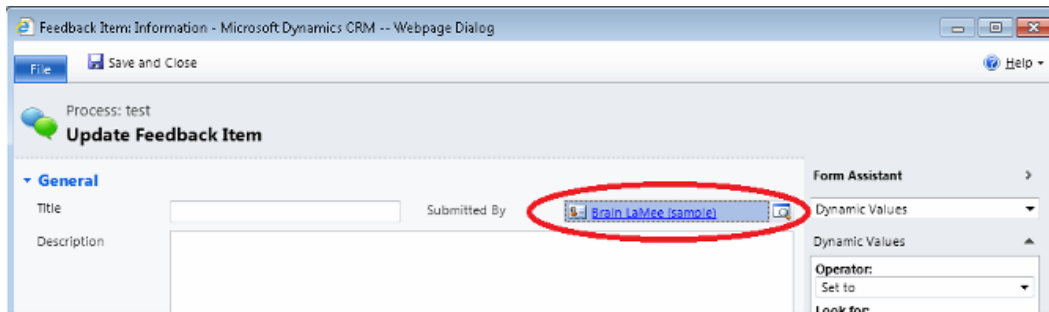 Feedback Item: Information - Microsoft Dynamics CRM -- Webpage Dialog
File Save and Close Help
Process: test
Update Feedback Item
General
Title Submitted By Brain LaMee (sample)
Description
Form Assistant
Dynamic Values
Dynamic Values
Operator:
Set to
Look for: